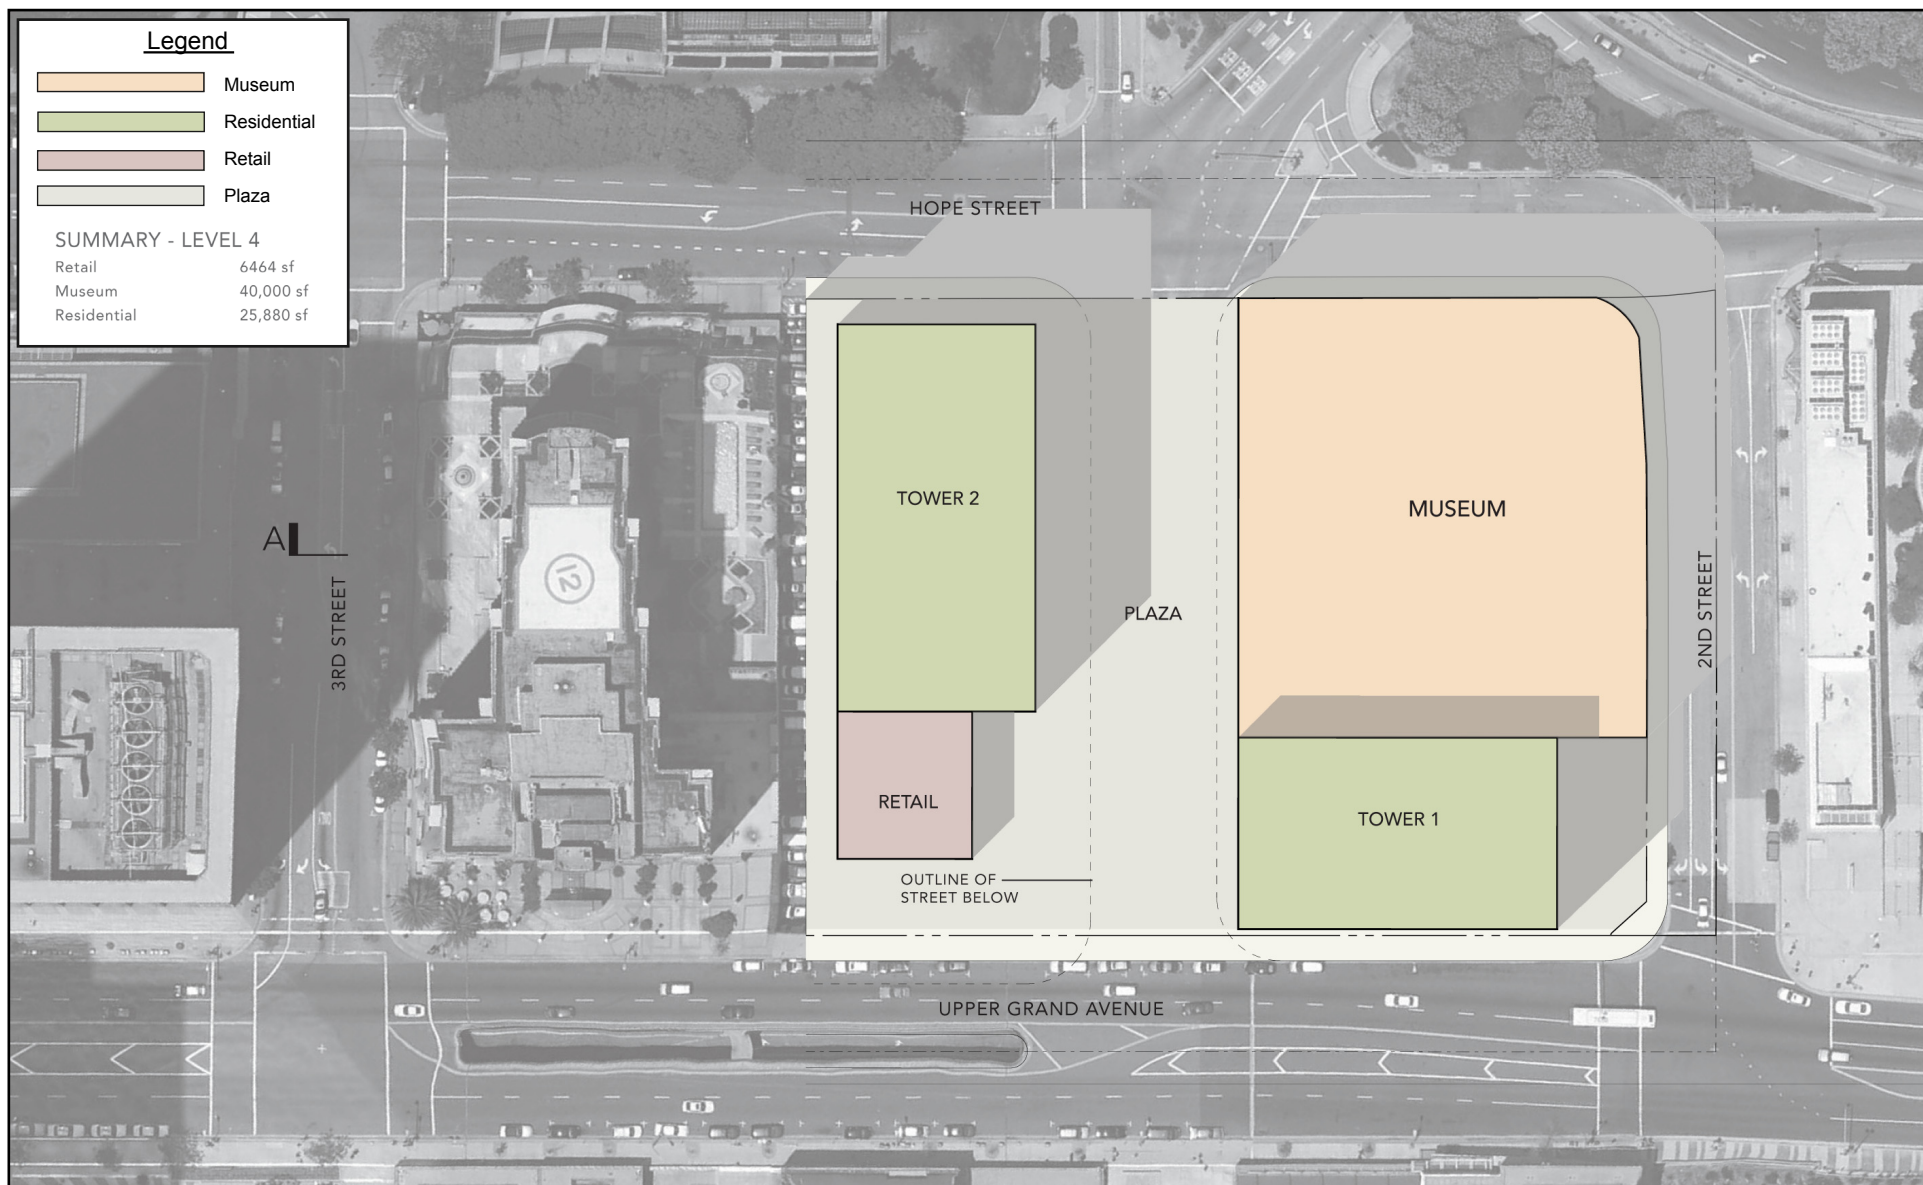 Legend
Museum
Residential
Retail
Plaza
SUMMARY - LEVEL 4
Retail 6464 sf
Museum 40,000 sf
Residential 25,880 sf
HOPE STREET
TOWER 2
MUSEUM
A
12
3RD STREET
PLAZA
2ND STREET
RETAIL
TOWER 1
OUTLINE OF
STREET BELOW
UPPER GRAND AVENUE